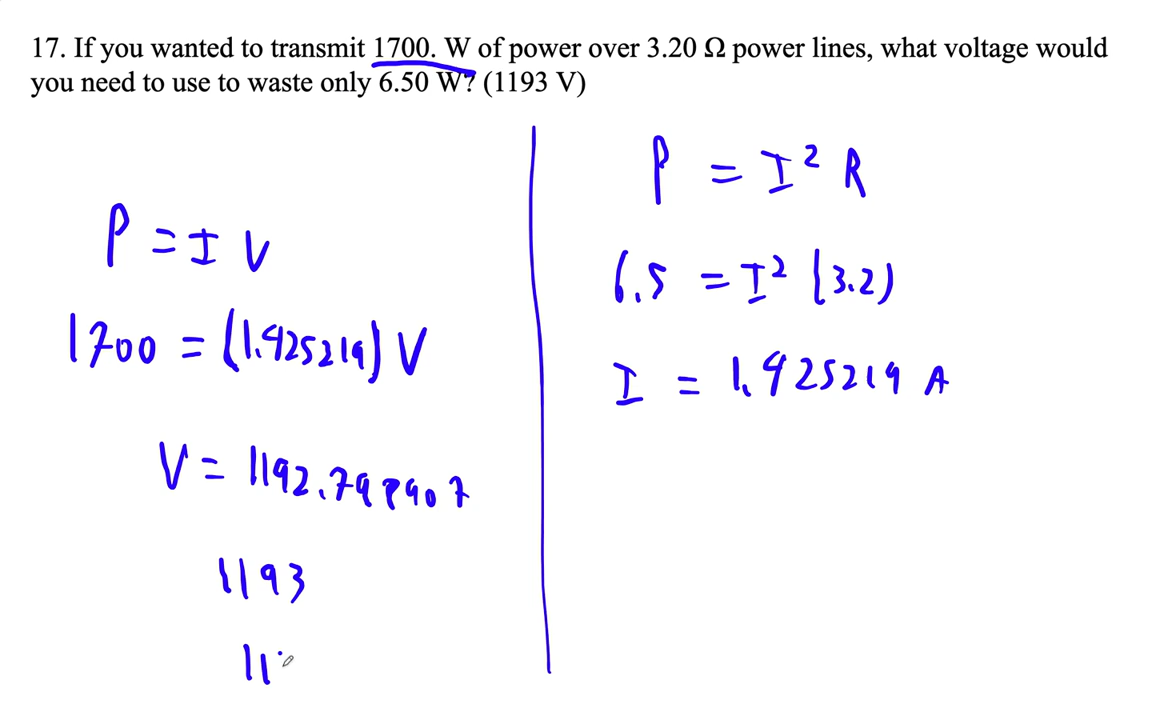 17. If you wanted to transmit 1700. W of power over 3.20 Ω power lines, what voltage would
you need to use to waste only 6.50 W? (1193 V)
P = I V
1700 = (1.425219) V
V = 1192.798907
1193
11
P = I² R
6.5 = I² (3.2)
I = 1.425219 A